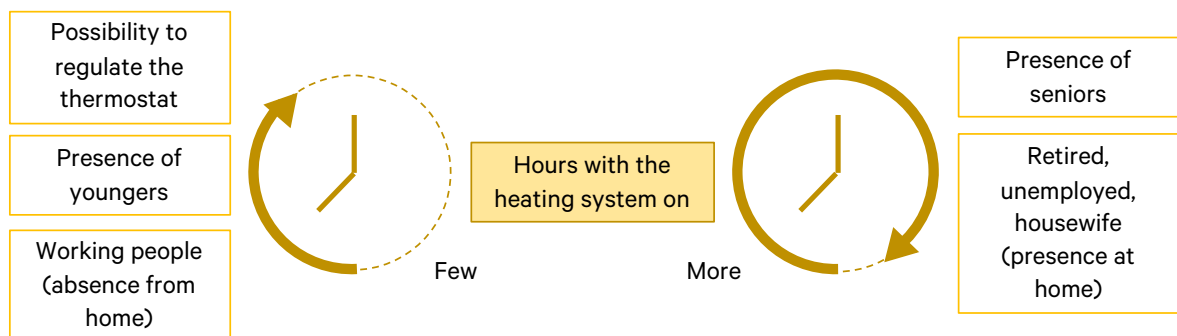 Possibility to
regulate the
thermostat
Presence of
youngers
Working people
(absence from
home)
Few
Hours with the
heating system on
More
Presence of
seniors
Retired,
unemployed,
housewife
(presence at
home)